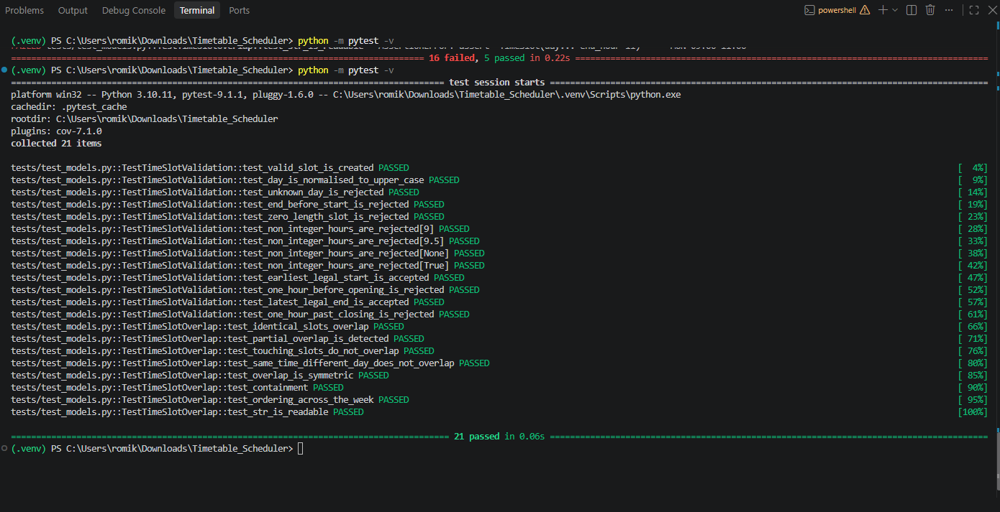 Problems Output Debug Console Terminal Ports powershell
(.venv) PS C:\Users\romik\Downloads\Timetable_Scheduler> python -m pytest -v
16 failed, 5 passed in 0.22s
(.venv) PS C:\Users\romik\Downloads\Timetable_Scheduler> python -m pytest -v
test session starts
platform win32 -- Python 3.10.11, pytest-9.1.1, pluggy-1.6.0 -- C:\Users\romik\Downloads\Timetable_Scheduler\.venv\Scripts\python.exe
cachedir: .pytest_cache
rootdir: C:\Users\romik\Downloads\Timetable_Scheduler
plugins: cov-7.1.0
collected 21 items
tests/test_models.py::TestTimeSlotValidation::test_valid_slot_is_created PASSED [ 4%]
tests/test_models.py::TestTimeSlotValidation::test_day_is_normalised_to_upper_case PASSED [ 9%]
tests/test_models.py::TestTimeSlotValidation::test_unknown_day_is_rejected PASSED [ 14%]
tests/test_models.py::TestTimeSlotValidation::test_end_before_start_is_rejected PASSED [ 19%]
tests/test_models.py::TestTimeSlotValidation::test_zero_length_slot_is_rejected PASSED [ 23%]
tests/test_models.py::TestTimeSlotValidation::test_non_integer_hours_are_rejected[9] PASSED [ 28%]
tests/test_models.py::TestTimeSlotValidation::test_non_integer_hours_are_rejected[9.5] PASSED [ 33%]
tests/test_models.py::TestTimeSlotValidation::test_non_integer_hours_are_rejected[None] PASSED [ 38%]
tests/test_models.py::TestTimeSlotValidation::test_non_integer_hours_are_rejected[True] PASSED [ 42%]
tests/test_models.py::TestTimeSlotValidation::test_earliest_legal_start_is_accepted PASSED [ 47%]
tests/test_models.py::TestTimeSlotValidation::test_one_hour_before_opening_is_rejected PASSED [ 52%]
tests/test_models.py::TestTimeSlotValidation::test_latest_legal_end_is_accepted PASSED [ 57%]
tests/test_models.py::TestTimeSlotValidation::test_one_hour_past_closing_is_rejected PASSED [ 61%]
tests/test_models.py::TestTimeSlotOverlap::test_identical_slots_overlap PASSED [ 66%]
tests/test_models.py::TestTimeSlotOverlap::test_partial_overlap_is_detected PASSED [ 71%]
tests/test_models.py::TestTimeSlotOverlap::test_touching_slots_do_not_overlap PASSED [ 76%]
tests/test_models.py::TestTimeSlotOverlap::test_same_time_different_day_does_not_overlap PASSED [ 80%]
tests/test_models.py::TestTimeSlotOverlap::test_overlap_is_symmetric PASSED [ 85%]
tests/test_models.py::TestTimeSlotOverlap::test_containment PASSED [ 90%]
tests/test_models.py::TestTimeSlotOverlap::test_ordering_across_the_week PASSED [ 95%]
tests/test_models.py::TestTimeSlotOverlap::test_str_is_readable PASSED [100%]
21 passed in 0.06s
(.venv) PS C:\Users\romik\Downloads\Timetable_Scheduler>